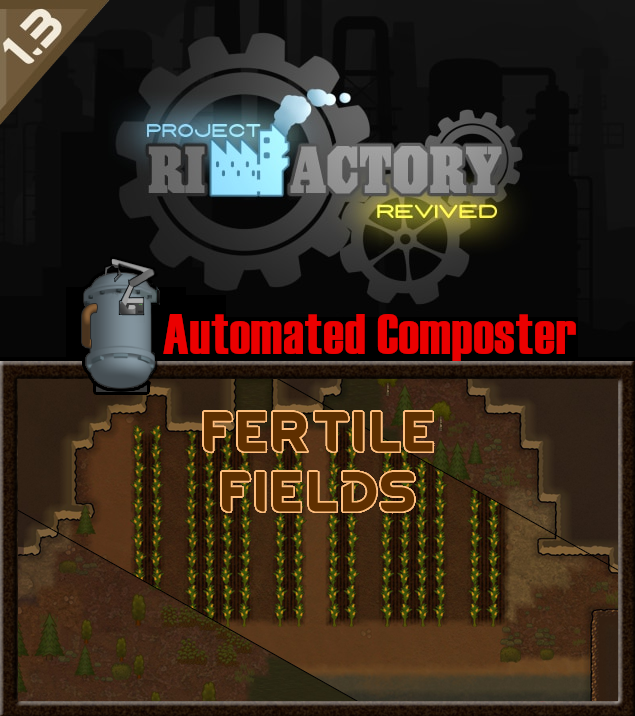 1.3
PROJECT
RIMFACTORY
REVIVED
Automated Composter
FERTILE
FIELDS